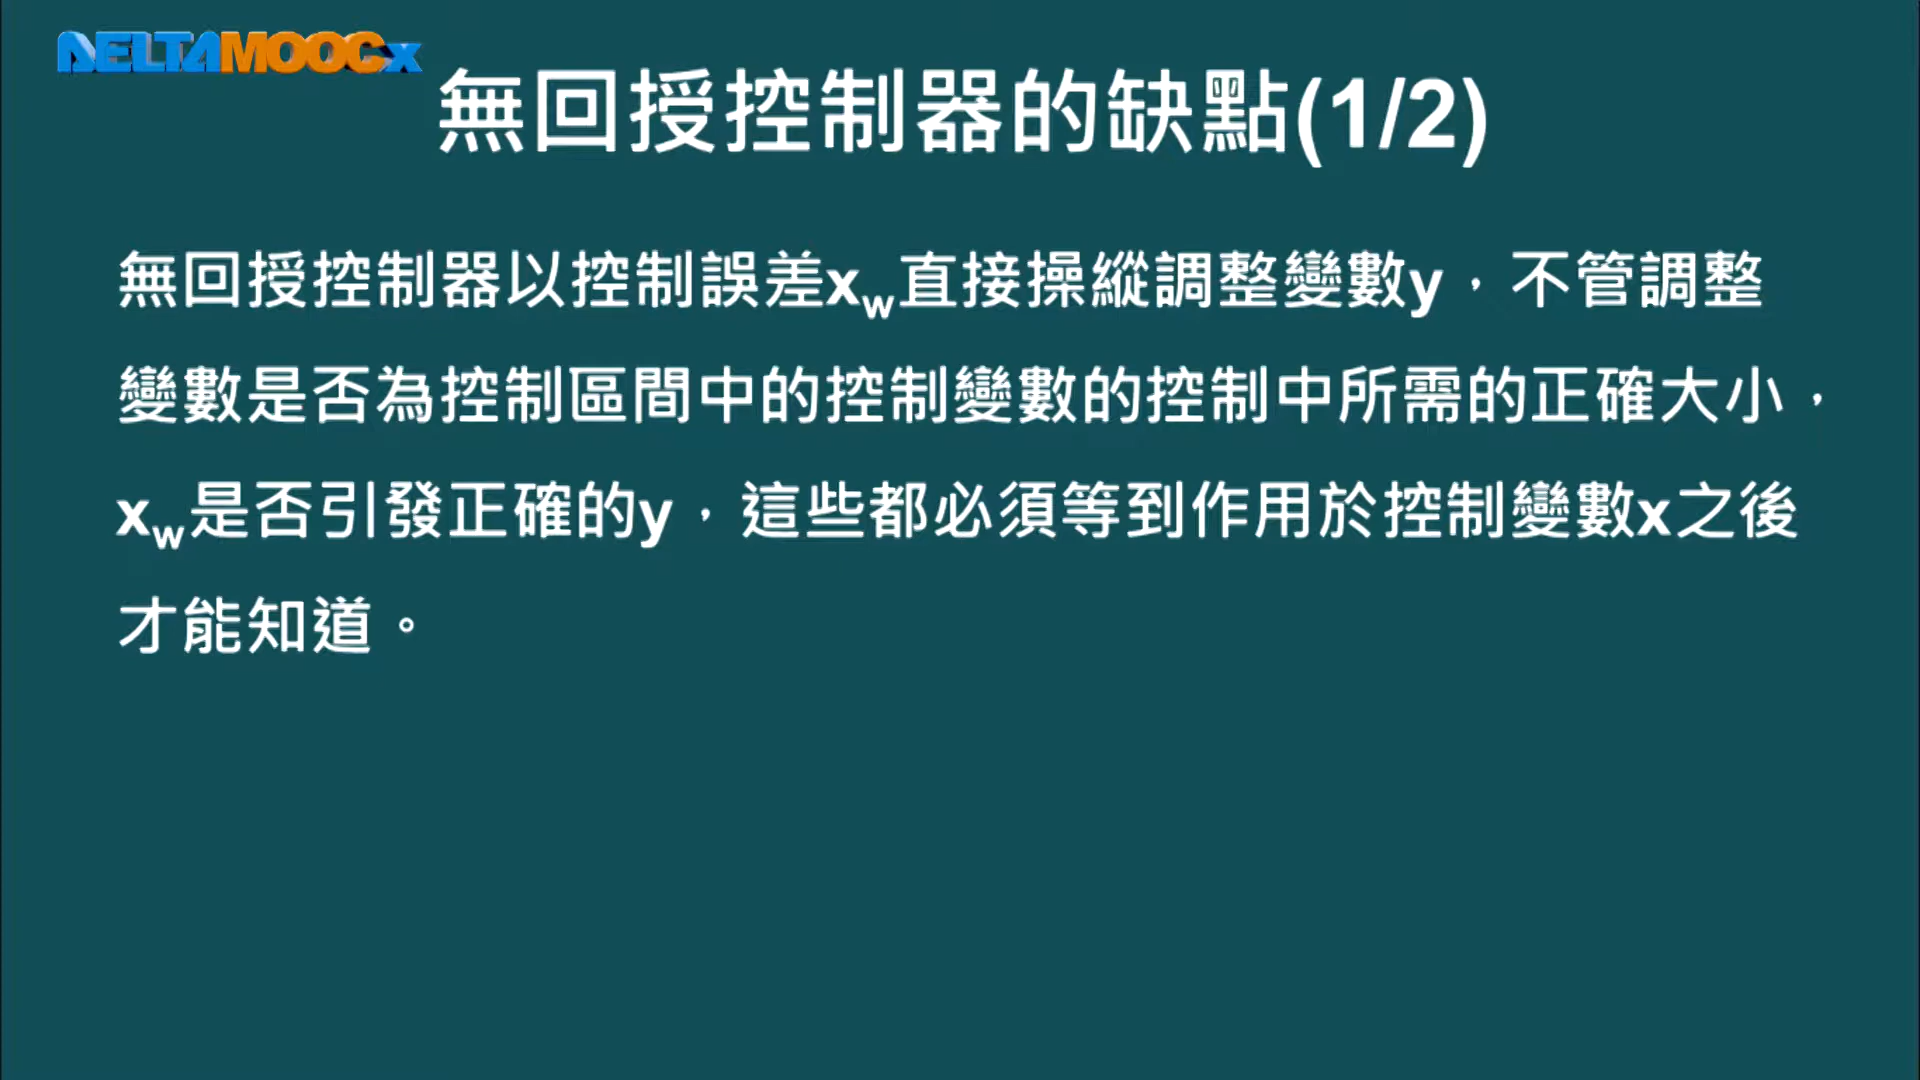 DELTAMOOCx
無回授控制器的缺點(1/2)
無回授控制器以控制誤差xw直接操縱調整變數y，不管調整
變數是否為控制區間中的控制變數的控制中所需的正確大小，
xw是否引發正確的y，這些都必須等到作用於控制變數x之後
才能知道。